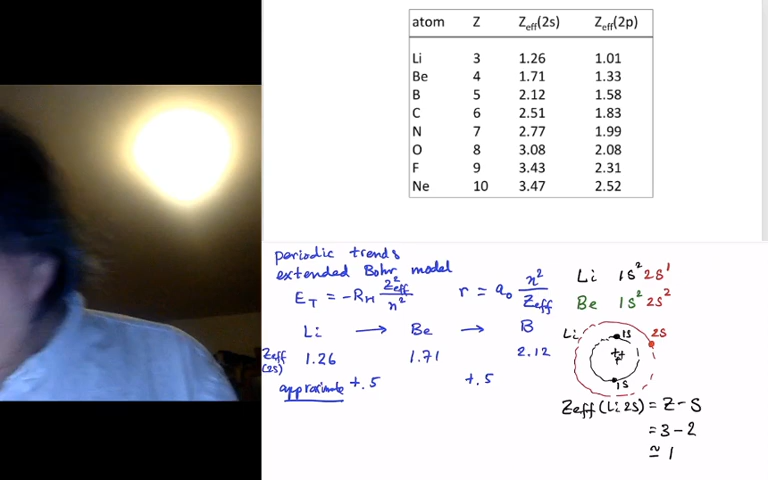 atom Z Zeff(2s) Zeff(2p)
Li 3 1.26 1.01
Be 4 1.71 1.33
B 5 2.12 1.58
C 6 2.51 1.83
N 7 2.77 1.99
O 8 3.08 2.08
F 9 3.43 2.31
Ne 10 3.47 2.52
periodic trends
extended Bohr model
E_T = -R_H Zeff²/n² r = a₀ n²/Zeff
Li → Be → B
Zeff (2s) 1.26 1.71 2.12
approximate +.5 +.5
Li 1s² 2s¹
Be 1s² 2s²
Li
1s
2s
1s
Zeff (Li 2s) = Z - S
= 3 - 2
≅ 1